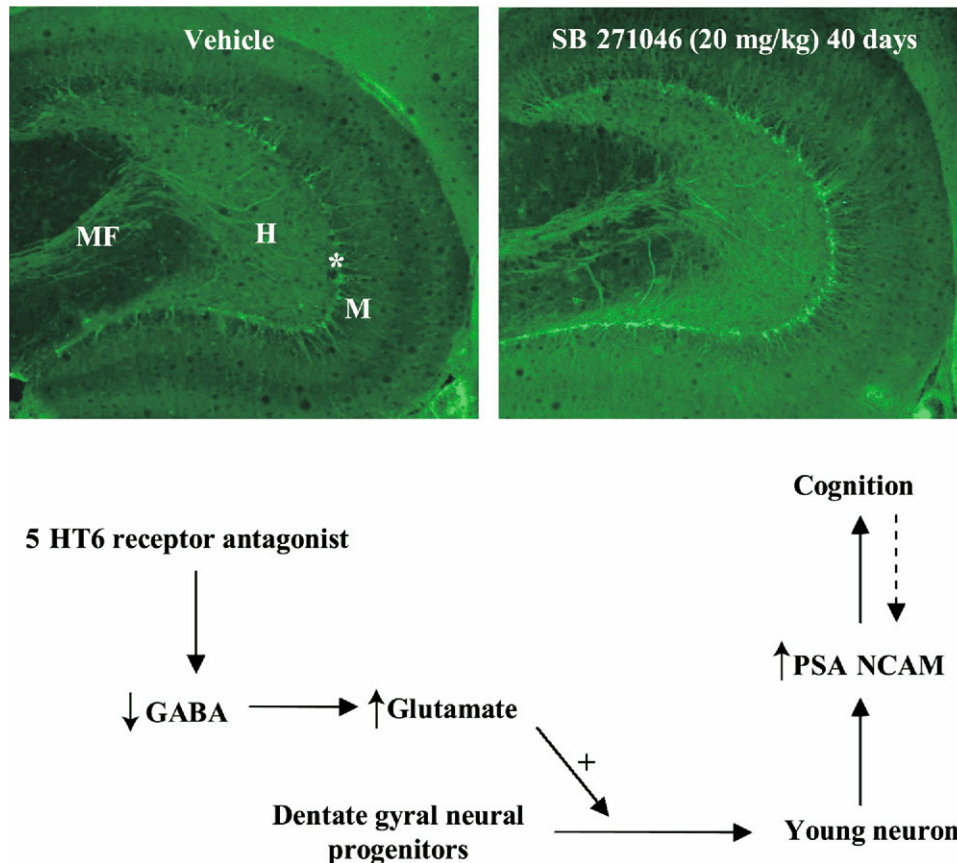 Vehicle
SB 271046 (20 mg/kg) 40 days
MF
H
*
M
Cognition
5 HT6 receptor antagonist
↑PSA NCAM
↓ GABA
↑Glutamate
+
Dentate gyral neural
progenitors
Young neuron